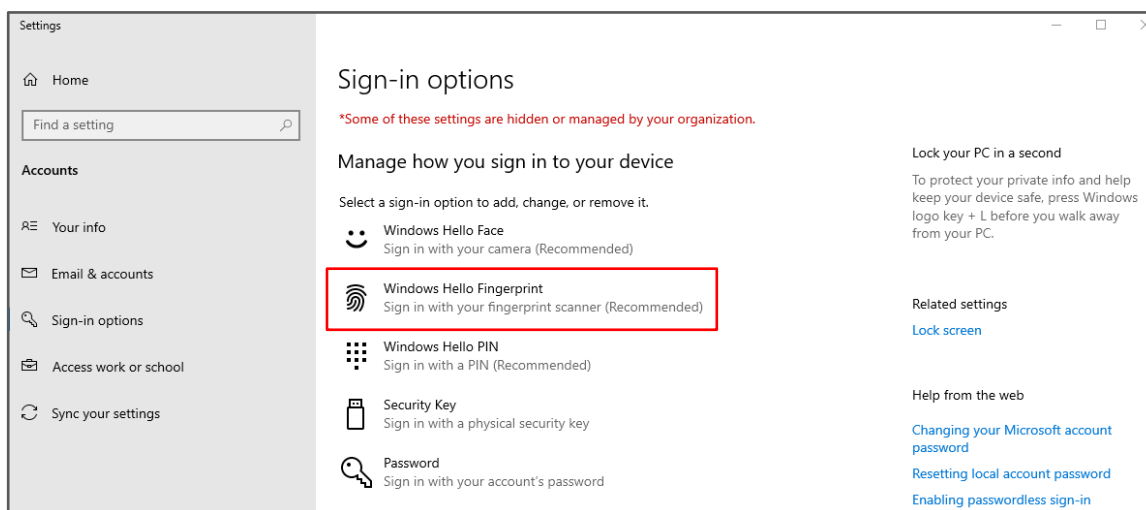 Settings
Home
Find a setting
Accounts
Your info
Email & accounts
Sign-in options
Access work or school
Sync your settings
Sign-in options
*Some of these settings are hidden or managed by your organization.
Manage how you sign in to your device
Select a sign-in option to add, change, or remove it.
Windows Hello Face
Sign in with your camera (Recommended)
Windows Hello Fingerprint
Sign in with your fingerprint scanner (Recommended)
Windows Hello PIN
Sign in with a PIN (Recommended)
Security Key
Sign in with a physical security key
Password
Sign in with your account's password
Lock your PC in a second
To protect your private info and help
keep your device safe, press Windows
logo key + L before you walk away
from your PC.
Related settings
Lock screen
Help from the web
Changing your Microsoft account
password
Resetting local account password
Enabling passwordless sign-in